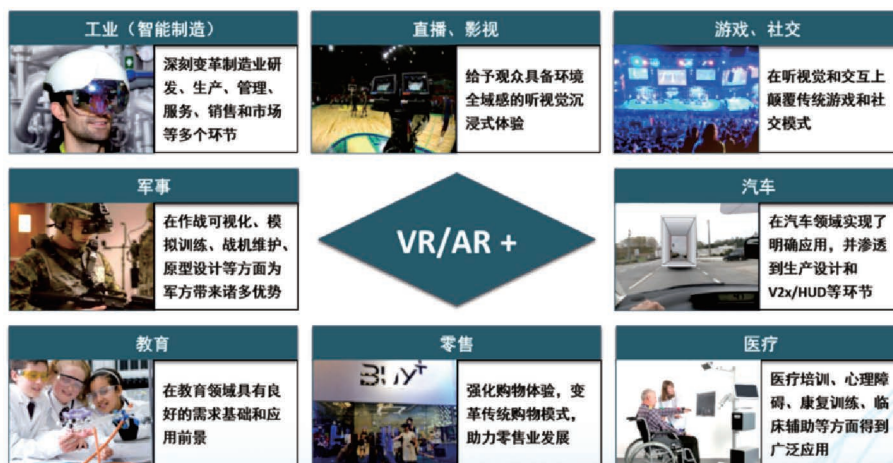 工业（智能制造）
深刻变革制造业研
发、生产、管理、
服务、销售和市场
等多个环节
直播、影视
给予观众具备环境
全域感的听视觉沉
浸式体验
游戏、社交
在听视觉和交互上
颠覆传统游戏和社
交模式
军事
在作战可视化、模
拟训练、战机维护、
原型设计等方面为
军方带来诸多优势
VR/AR +
汽车
在汽车领域实现了
明确应用，并渗透
到生产设计和
V2x/HUD等环节
教育
在教育领域具有良
好的需求基础和应
用前景
零售
BUY+
强化购物体验，变
革传统购物模式，
助力零售业发展
医疗
医疗培训、心理障
碍、康复训练、临
床辅助等方面得到
广泛应用